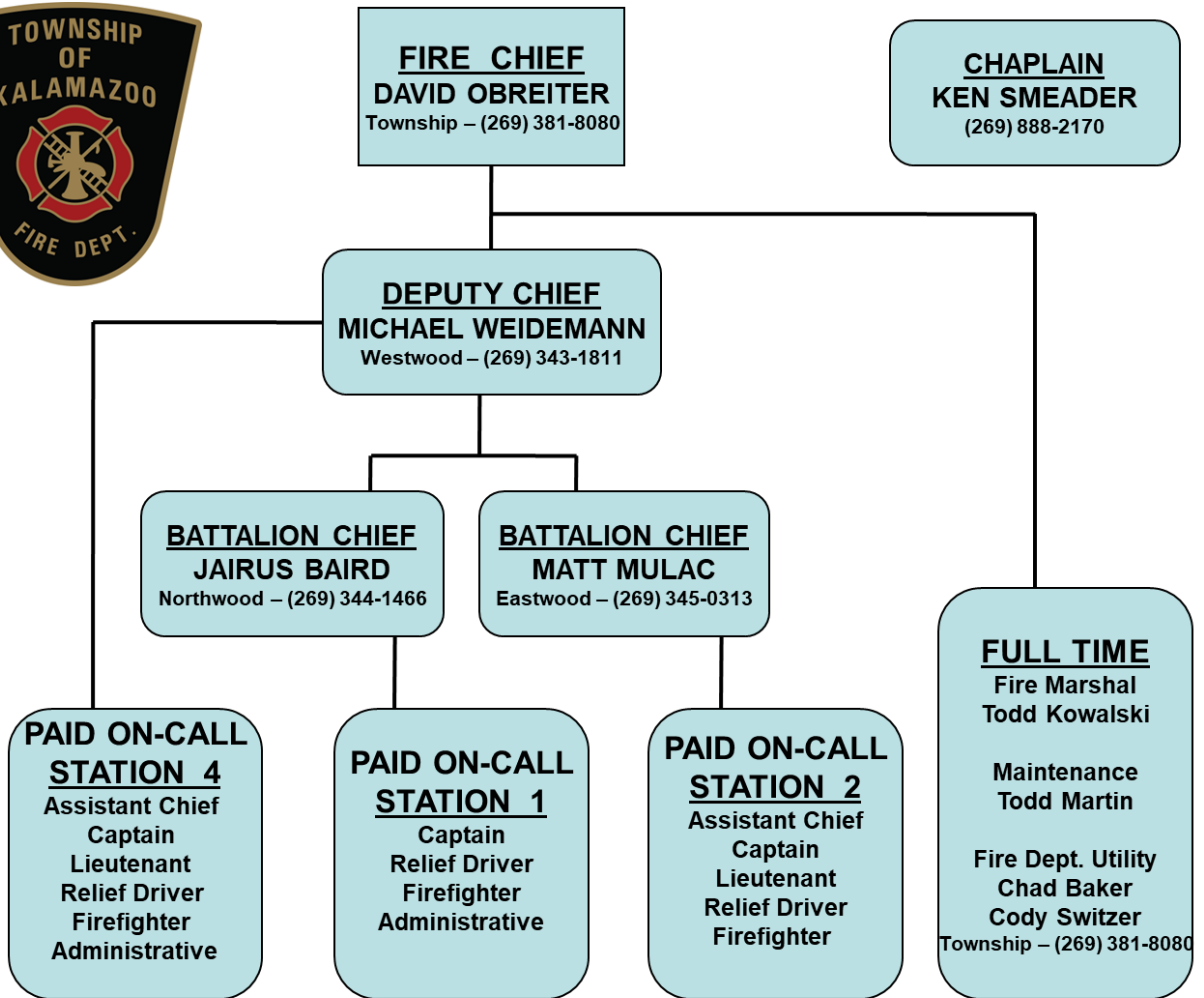 TOWNSHIP
OF
KALAMAZOO
FIRE DEPT.
FIRE CHIEF
DAVID OBREITER
Township – (269) 381-8080
CHAPLAIN
KEN SMEADER
(269) 888-2170
DEPUTY CHIEF
MICHAEL WEIDEMANN
Westwood – (269) 343-1811
BATTALION CHIEF
JAIRUS BAIRD
Northwood – (269) 344-1466
BATTALION CHIEF
MATT MULAC
Eastwood – (269) 345-0313
PAID ON-CALL
STATION 4
Assistant Chief
Captain
Lieutenant
Relief Driver
Firefighter
Administrative
PAID ON-CALL
STATION 1
Captain
Relief Driver
Firefighter
Administrative
PAID ON-CALL
STATION 2
Assistant Chief
Captain
Lieutenant
Relief Driver
Firefighter
FULL TIME
Fire Marshal
Todd Kowalski
Maintenance
Todd Martin
Fire Dept. Utility
Chad Baker
Cody Switzer
Township – (269) 381-8080